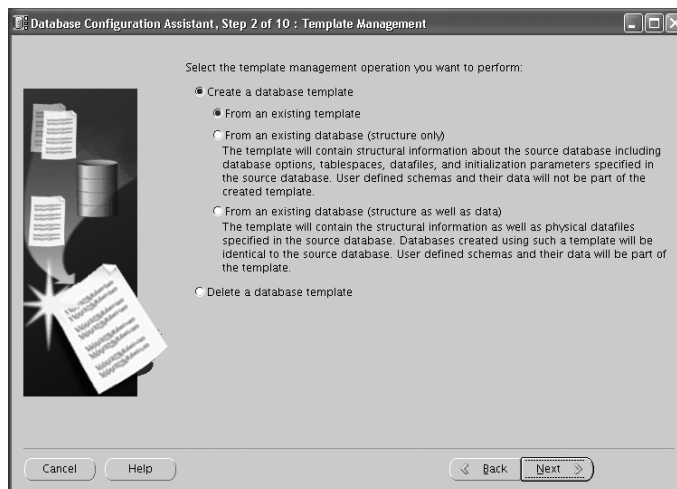 Database Configuration Assistant, Step 2 of 10 : Template Management
Select the template management operation you want to perform:
Create a database template
From an existing template
From an existing database (structure only)
The template will contain structural information about the source database including
database options, tablespaces, datafiles, and initialization parameters specified in
the source database. User defined schemas and their data will not be part of the
created template.
From an existing database (structure as well as data)
The template will contain the structural information as well as physical datafiles
specified in the source database. Databases created using such a template will be
identical to the source database. User defined schemas and their data will be part of
the template.
Delete a database template
Cancel
Help
Back
Next